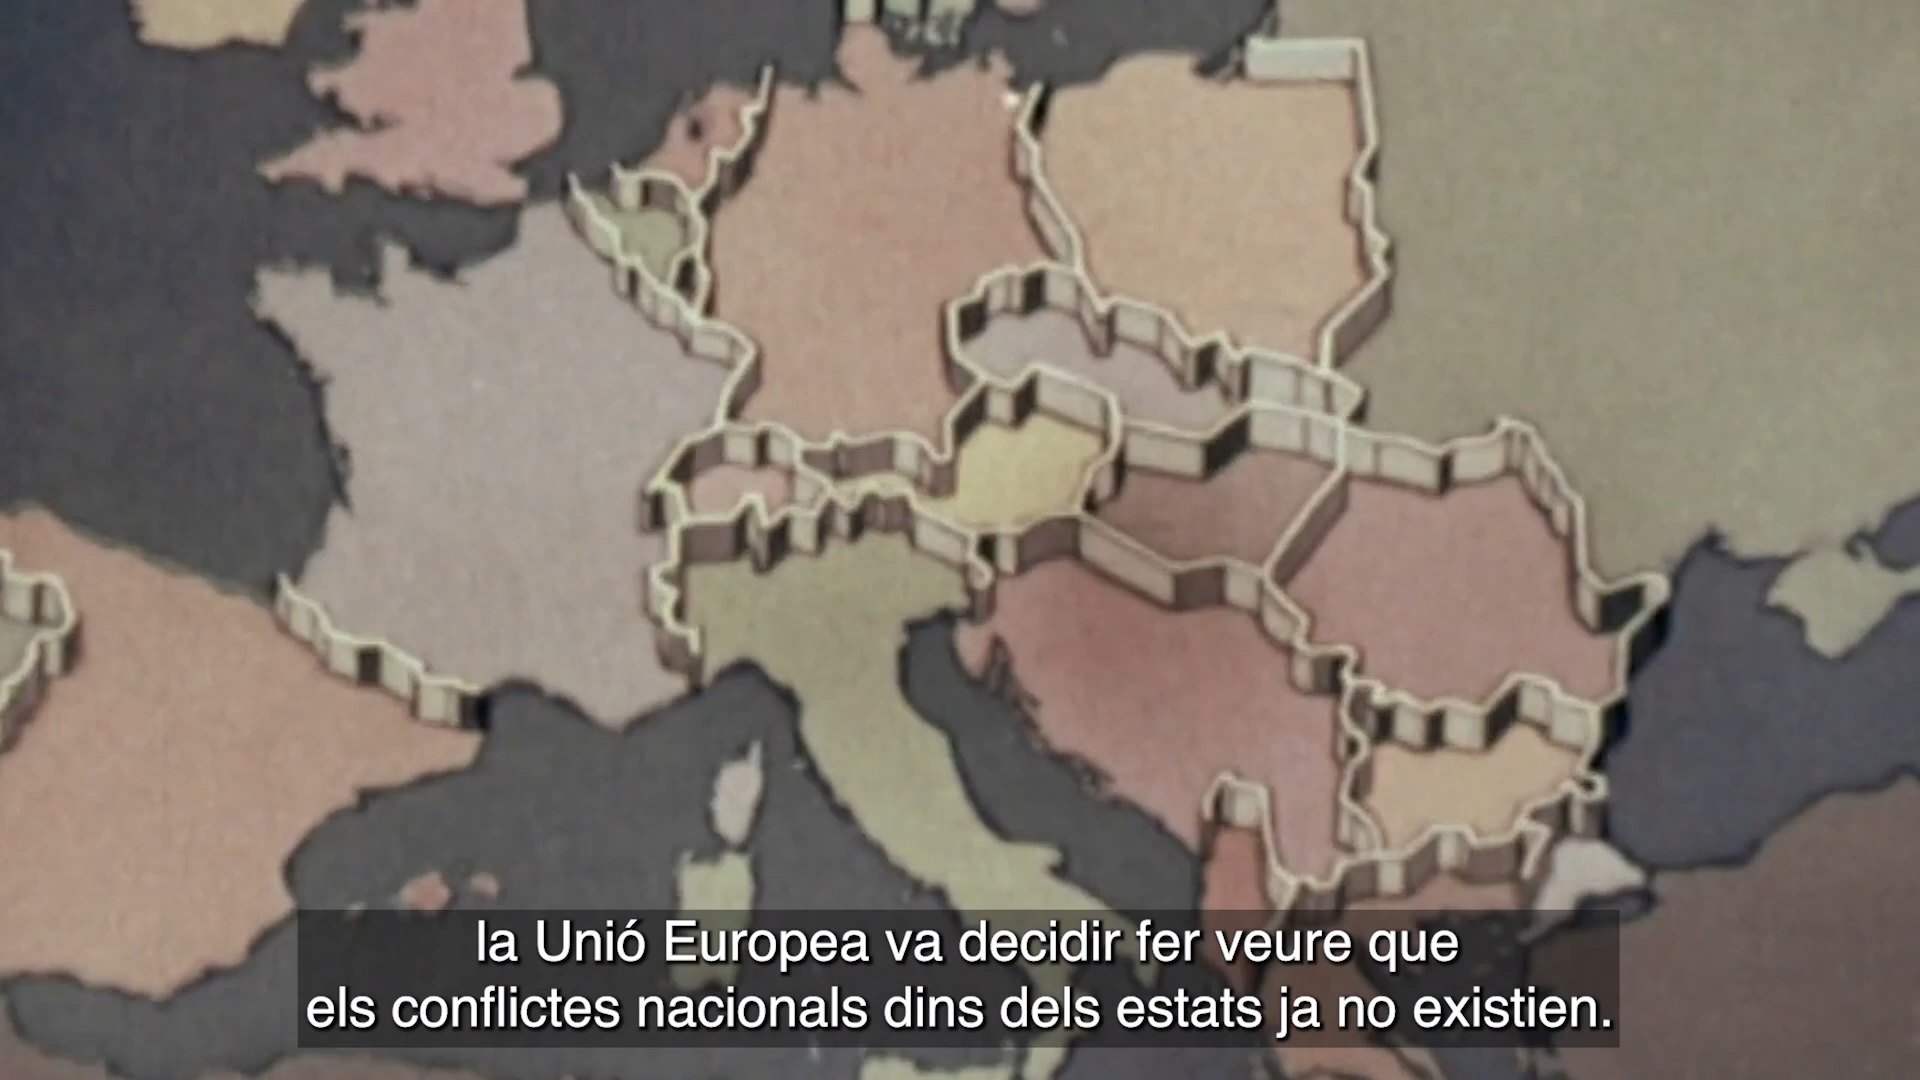 la Unió Europea va decidir fer veure que
els conflictes nacionals dins dels estats ja no existien.